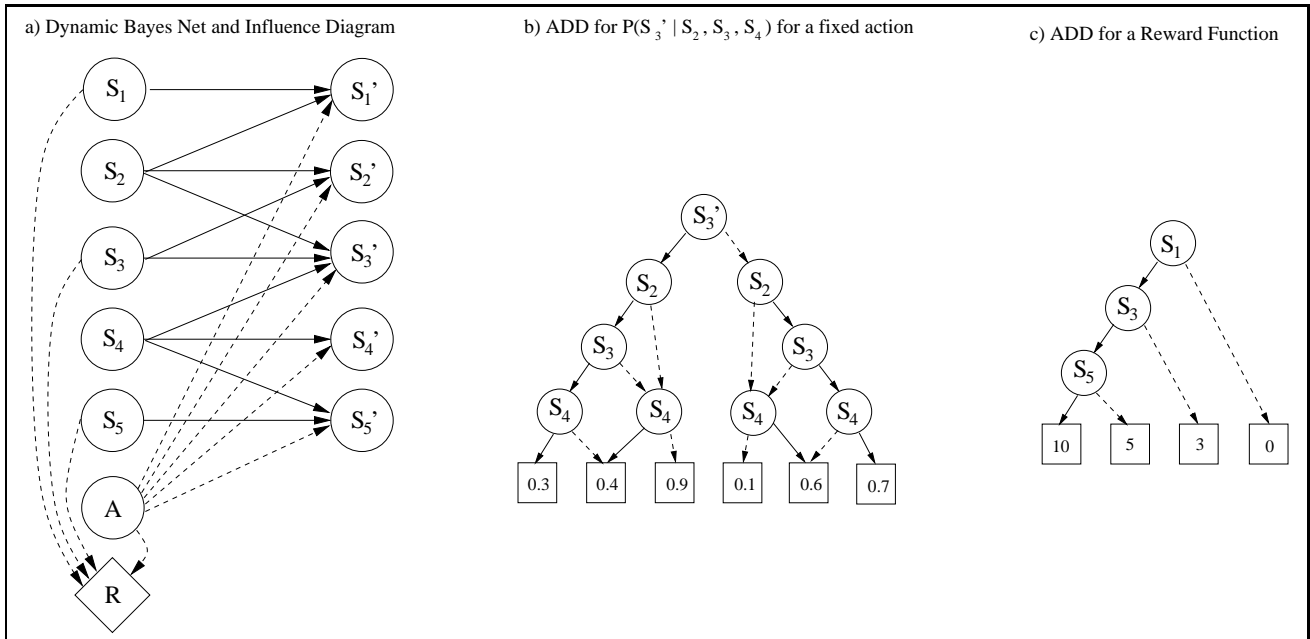 a) Dynamic Bayes Net and Influence Diagram
S1
S1’
S2
S2’
S3
S3’
S4
S4’
S5
S5’
A
R
b) ADD for P(S3’ | S2, S3, S4) for a fixed action
S3’
S2 S2
S3 S3
S4 S4 S4 S4
0.3 0.4 0.9 0.1 0.6 0.7
c) ADD for a Reward Function
S1
S3
S5
10 5 3 0